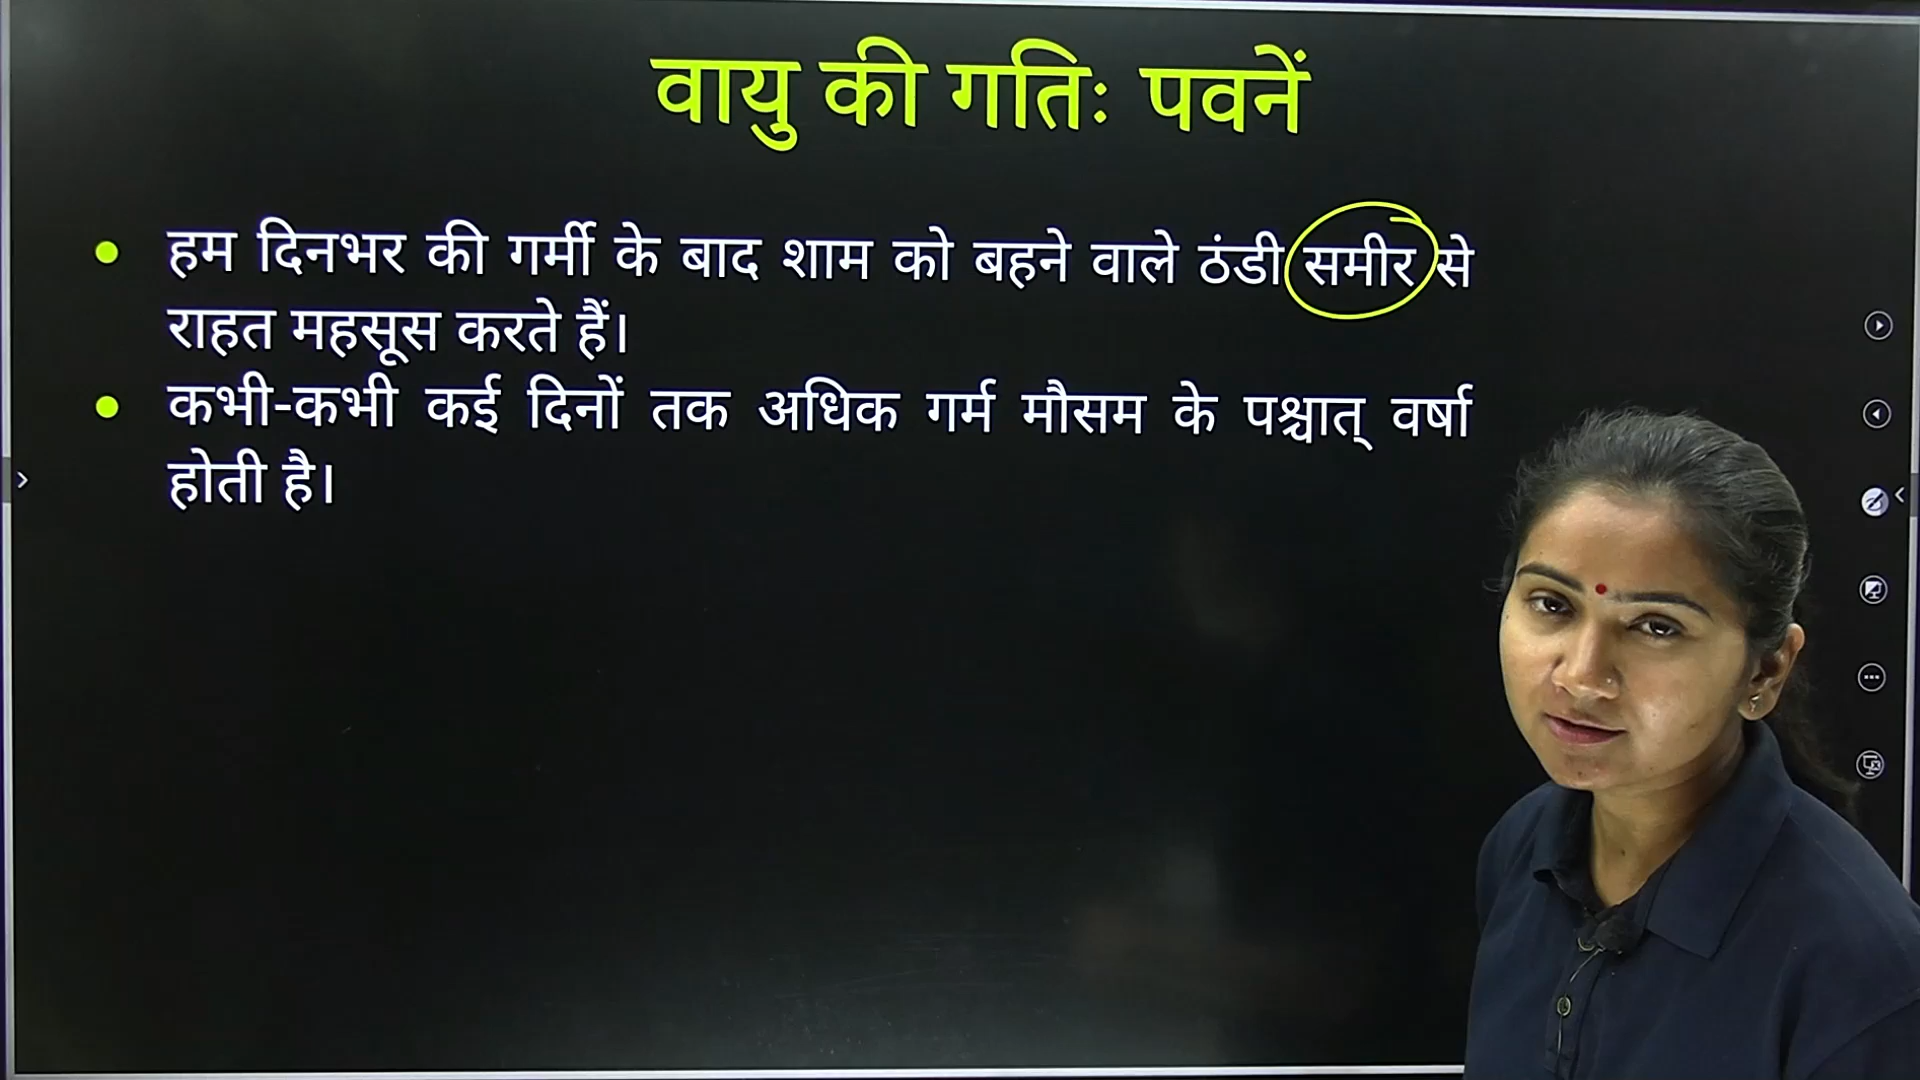 वायु की गतिः पवनें
हम दिनभर की गर्मी के बाद शाम को बहने वाले ठंडी समीर से
राहत महसूस करते हैं।
कभी-कभी कई दिनों तक अधिक गर्म मौसम के पश्चात् वर्षा
होती है।